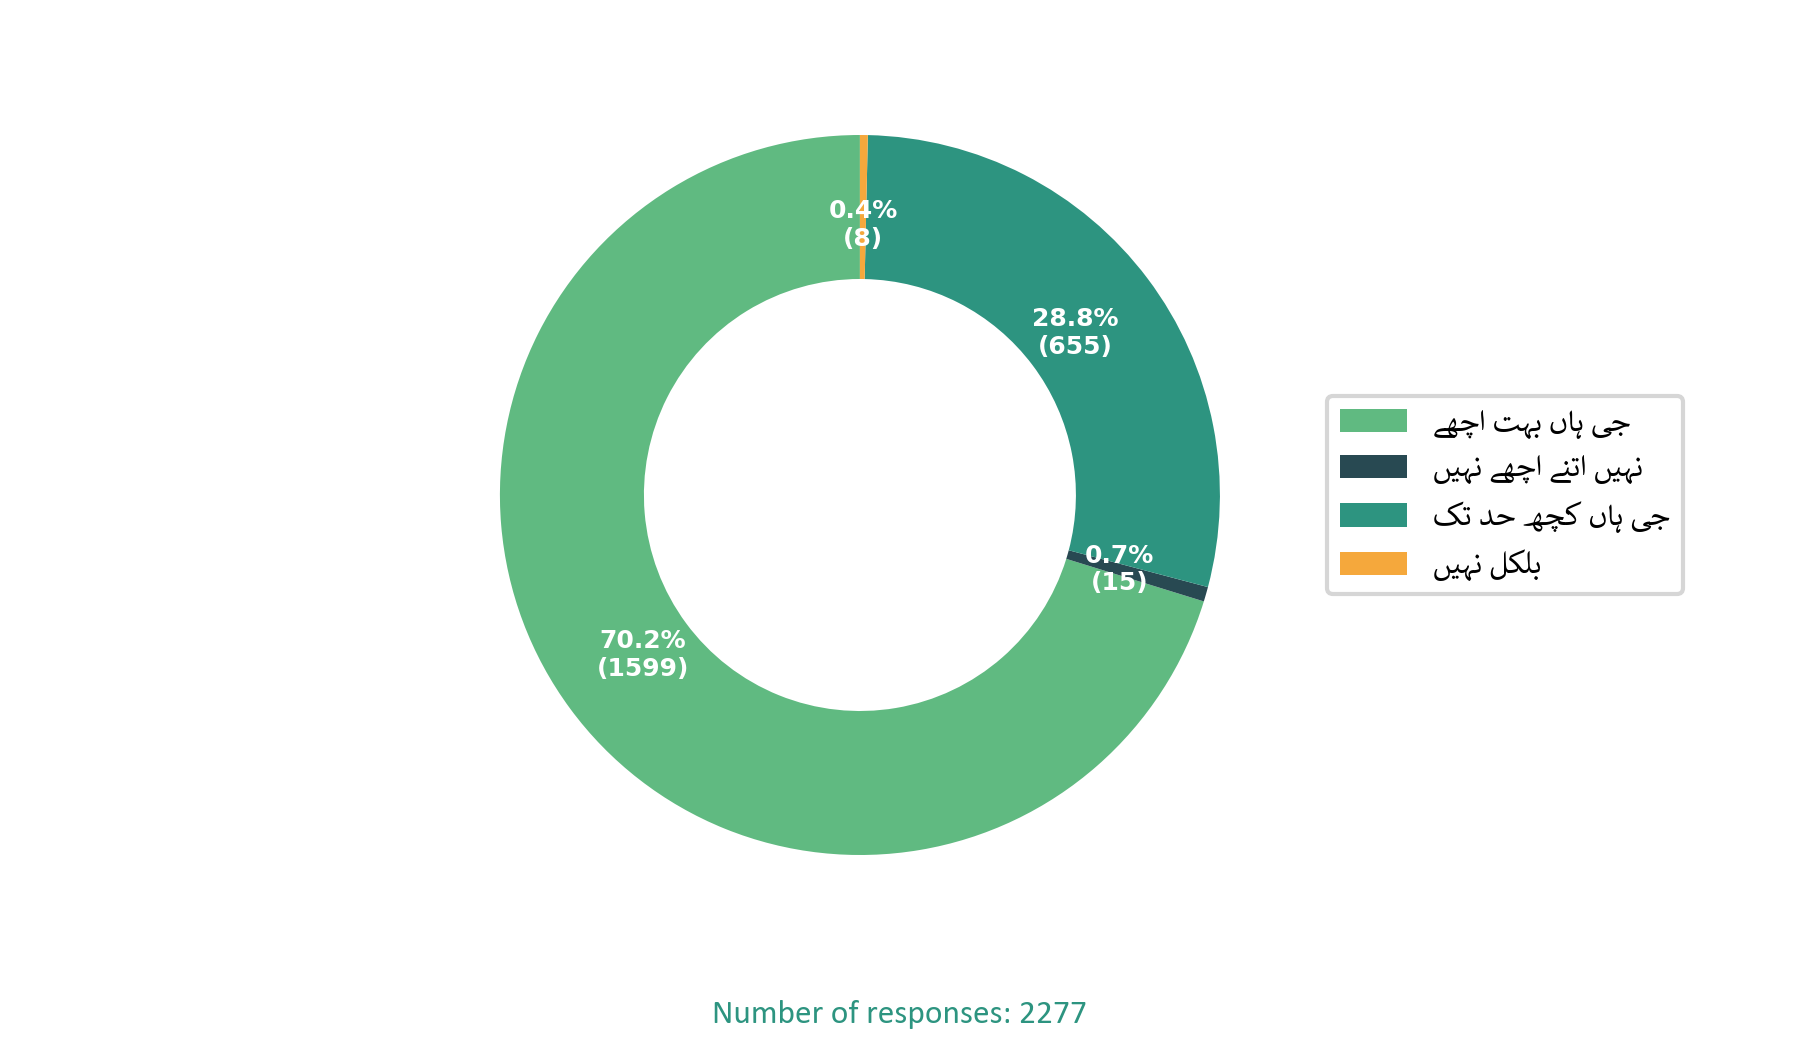 0.4%
(8)
28.8%
(655)
0.7%
(15)
70.2%
(1599)
جی ہاں بہت اچھے
نہیں اتنے اچھے نہیں
جی ہاں کچھ حد تک
بلکل نہیں
Number of responses: 2277